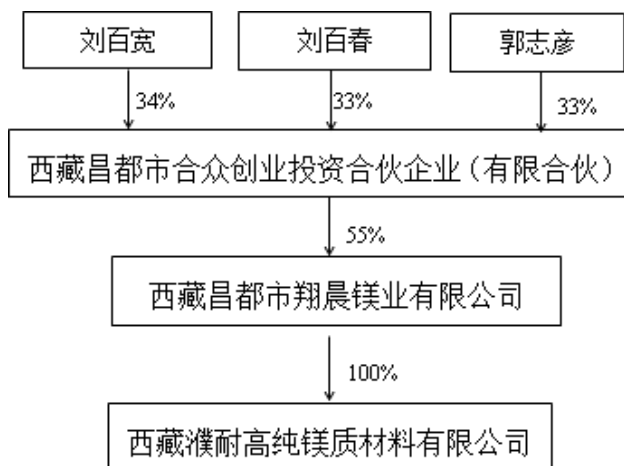 刘百宽
刘百春
郭志彦
34%
33%
33%
西藏昌都市合众创业投资合伙企业（有限合伙）
55%
西藏昌都市翔晨镁业有限公司
100%
西藏濮耐高纯镁质材料有限公司